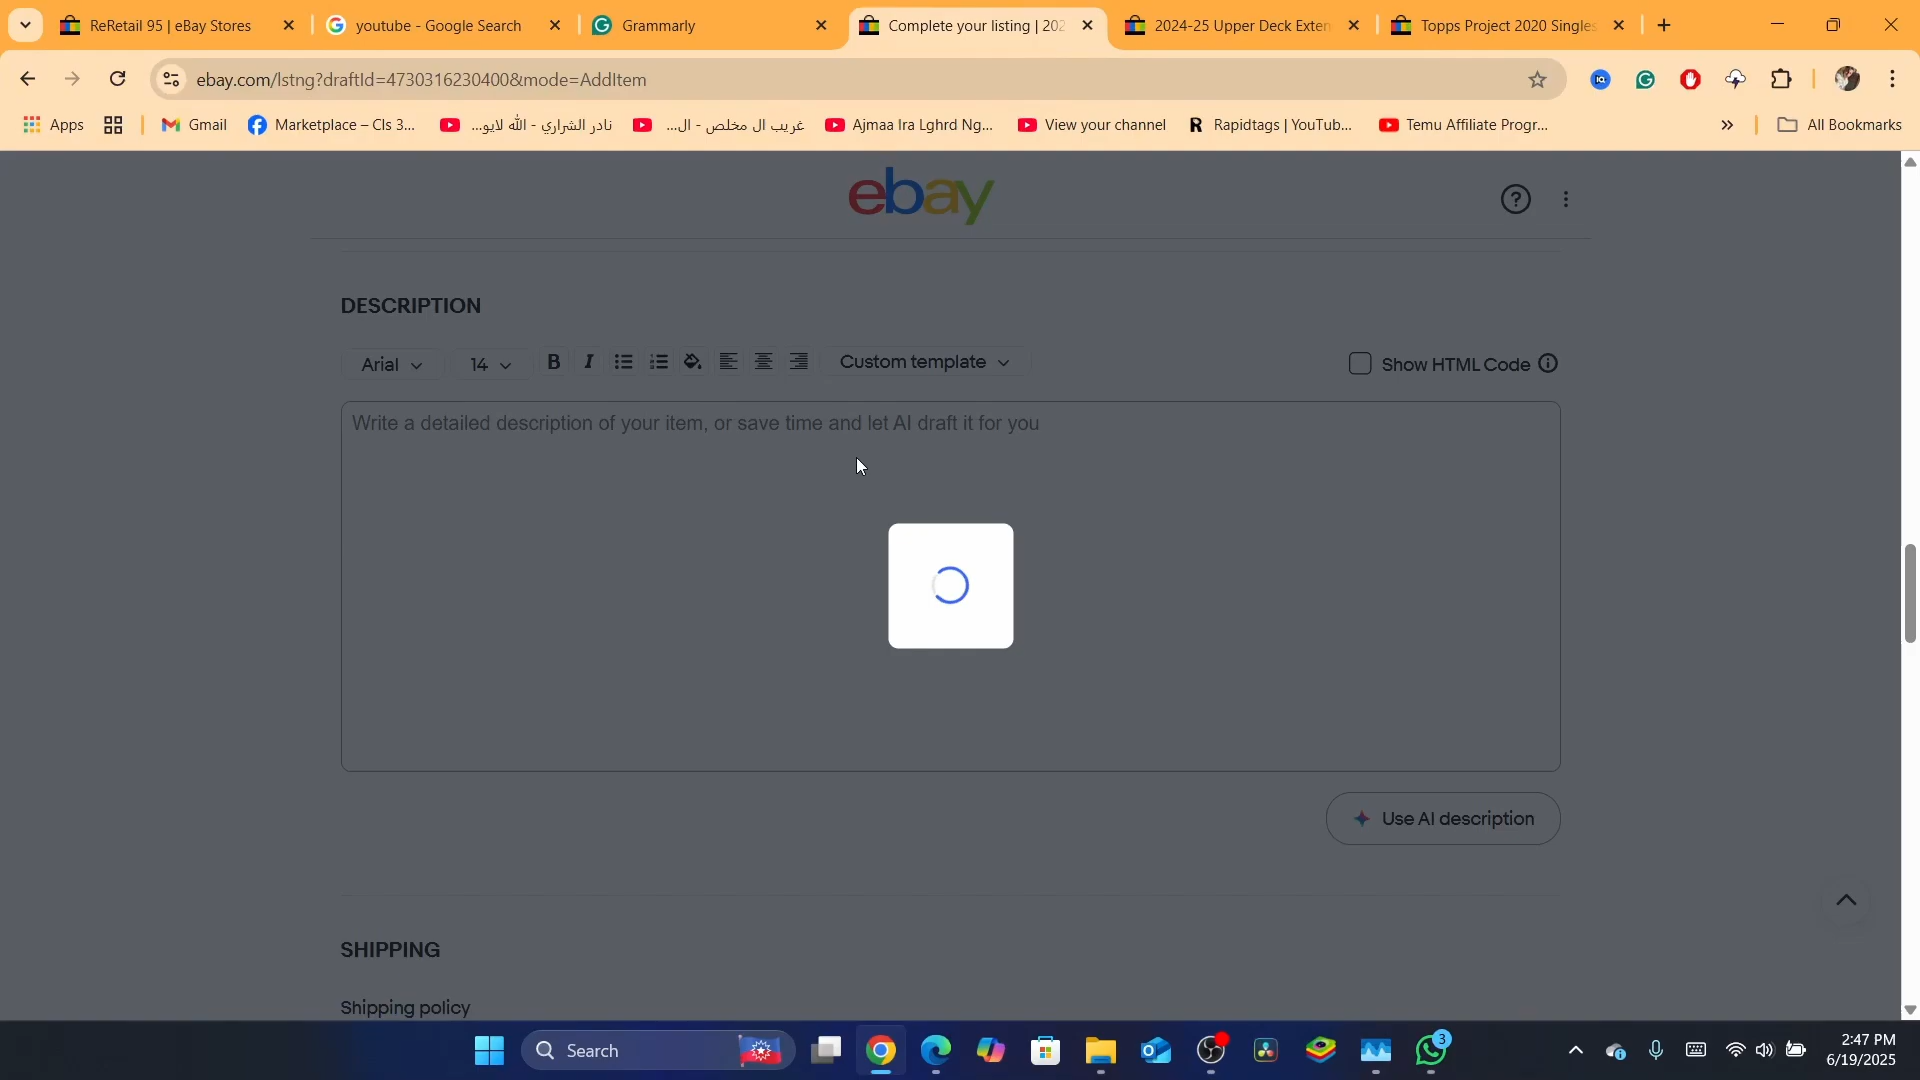 ReRetail 95 | eBay Stores
youtube - Google Search
Grammarly
Complete your listing | 202
2024-25 Upper Deck Exten
Topps Project 2020 Singles
ebay.com/lstng?draftId=4730316230400&mode=AddItem
Apps
Gmail
Marketplace – Cls 3...
نادر الشراري - الله لايو...
غريب ال مخلص - ال...
Ajmaa Ira Lghrd Ng...
View your channel
Rapidtags | YouTub...
Temu Affiliate Progr...
All Bookmarks
ebay
DESCRIPTION
Arial
14
B
I
Custom template
Show HTML Code
Write a detailed description of your item, or save time and let AI draft it for you
Use AI description
SHIPPING
Shipping policy
Search
3
2:47 PM
6/19/2025